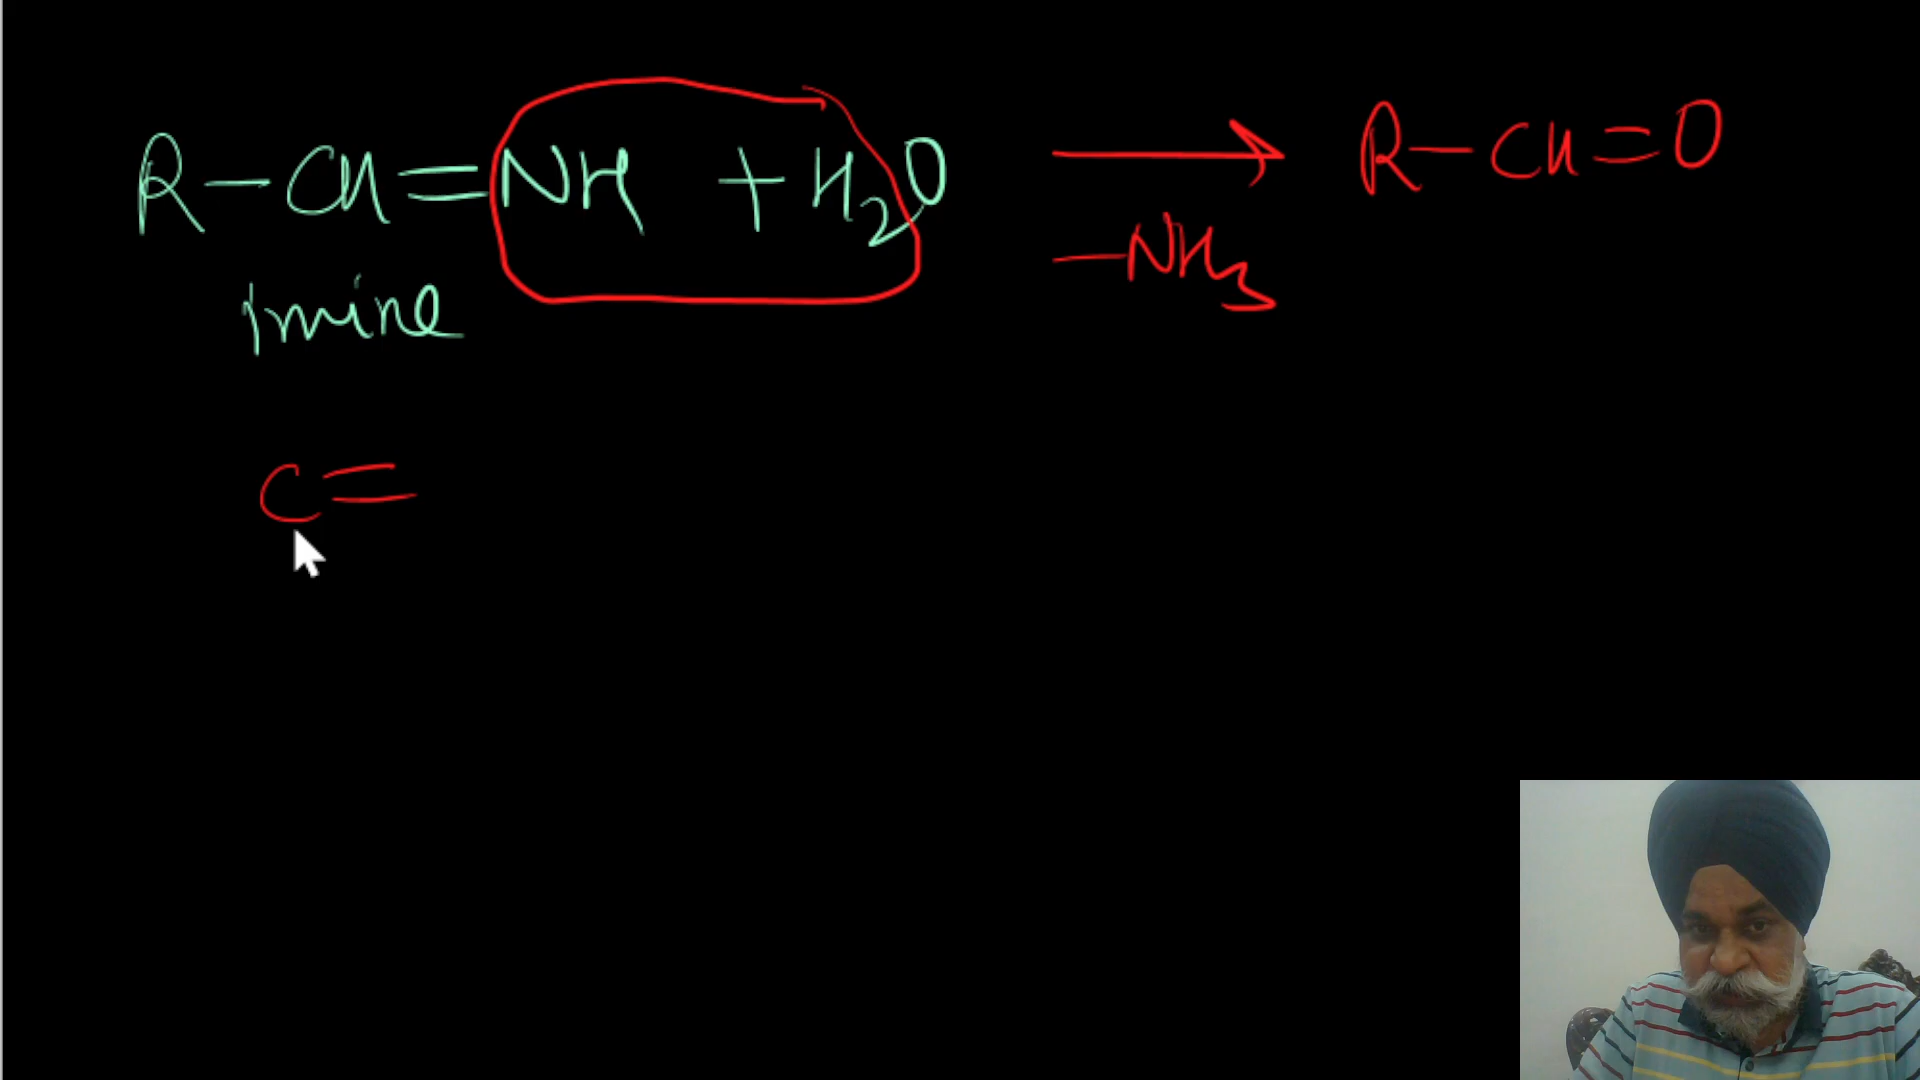 R-CH=NH + H₂O → R-CH=O
-NH₃
imine
C=